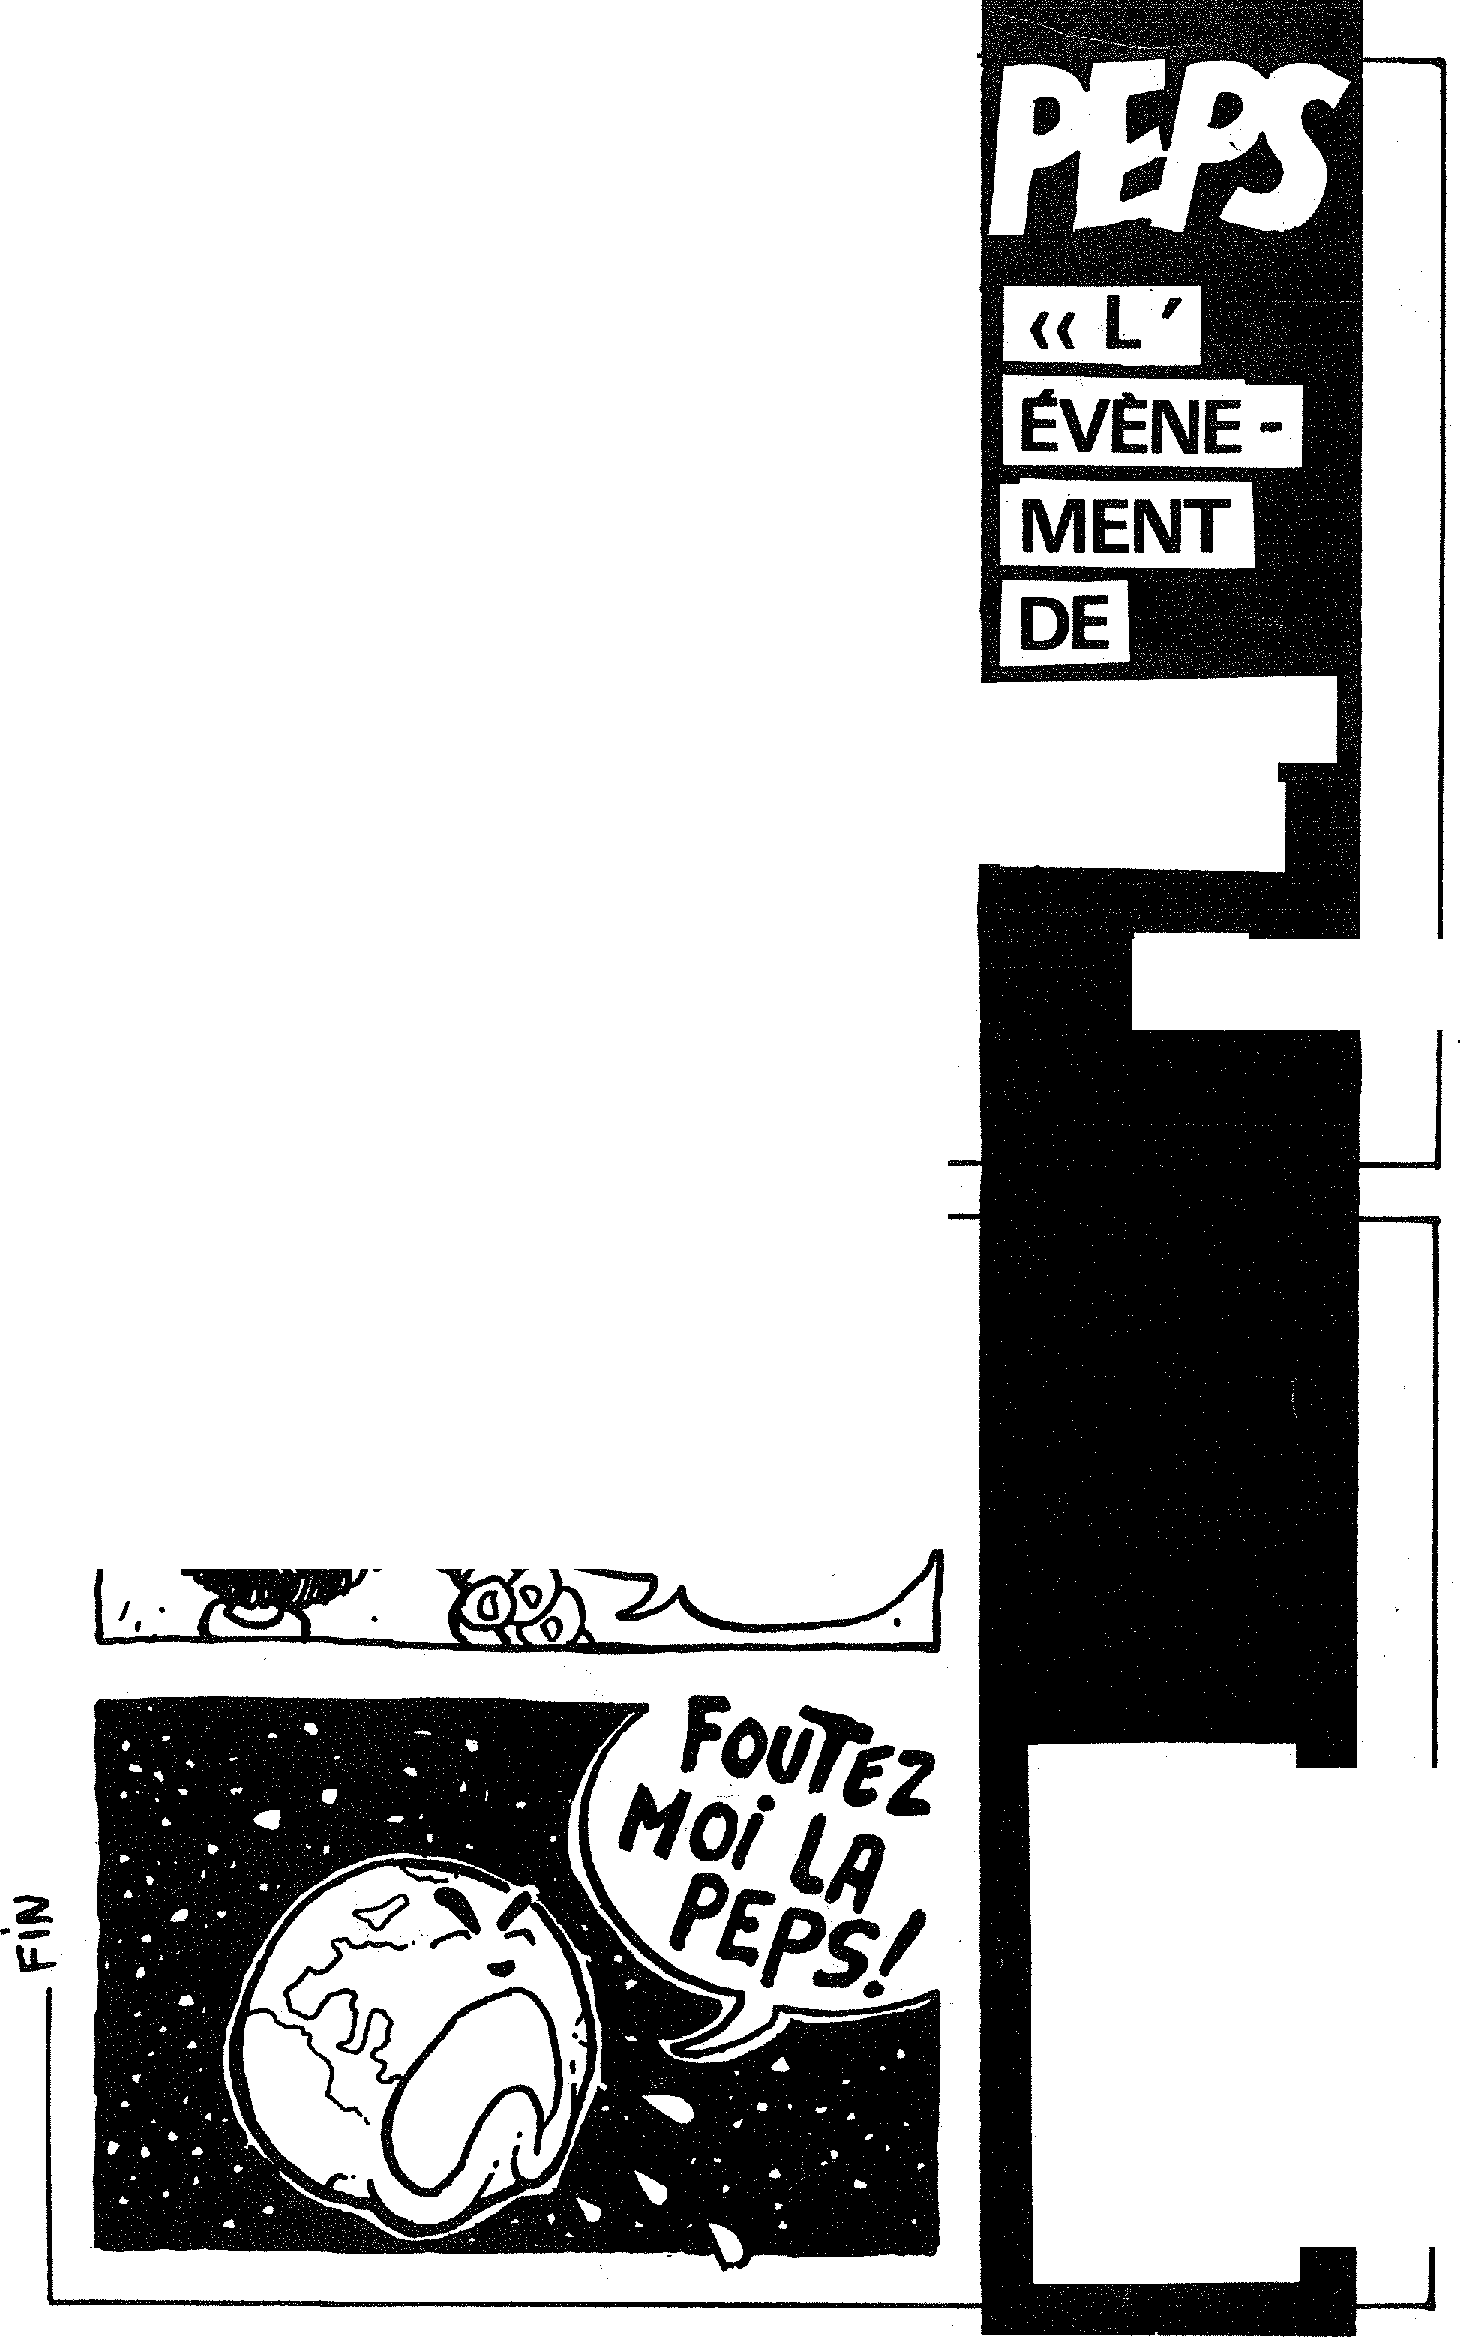 PEPS
« L'
ÉVÈNE-
MENT
DE
FOUTEZ
MOi LA
PEPS!
FiN